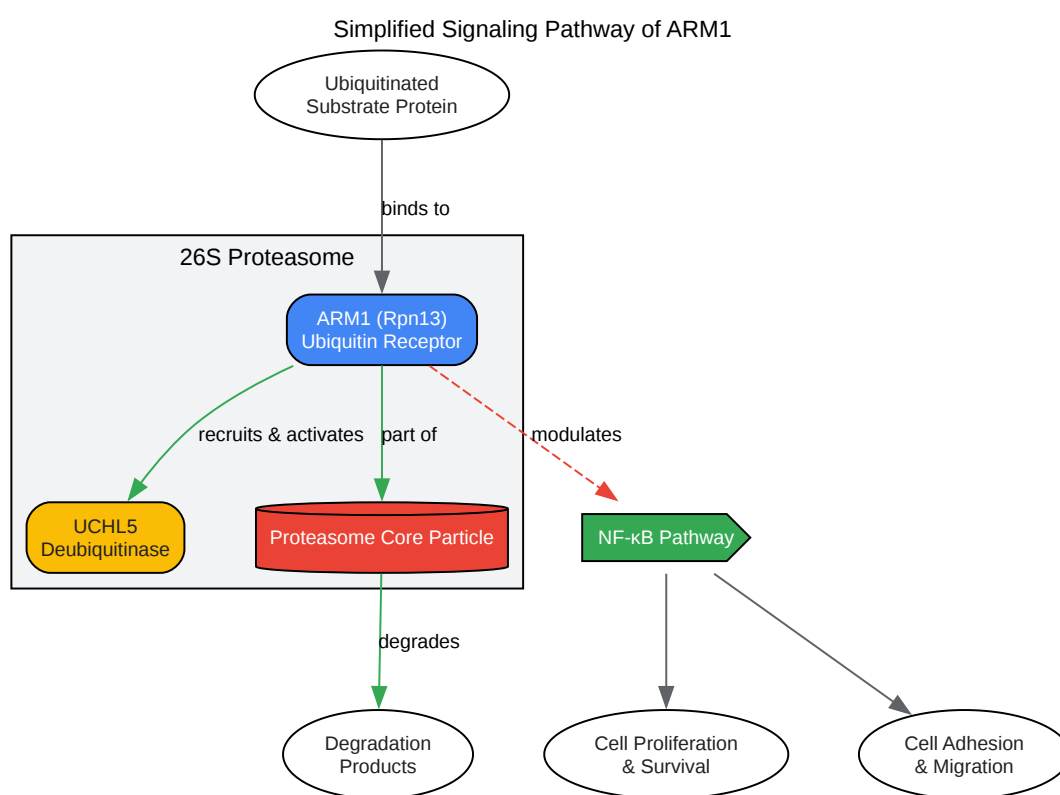 Simplified Signaling Pathway of ARM1
Ubiquitinated
Substrate Protein
binds to
26S Proteasome
ARM1 (Rpn13)
Ubiquitin Receptor
recruits & activates
part of
modulates
UCHL5
Deubiquitinase
Proteasome Core Particle
NF-κB Pathway
degrades
Degradation
Products
Cell Proliferation
& Survival
Cell Adhesion
& Migration